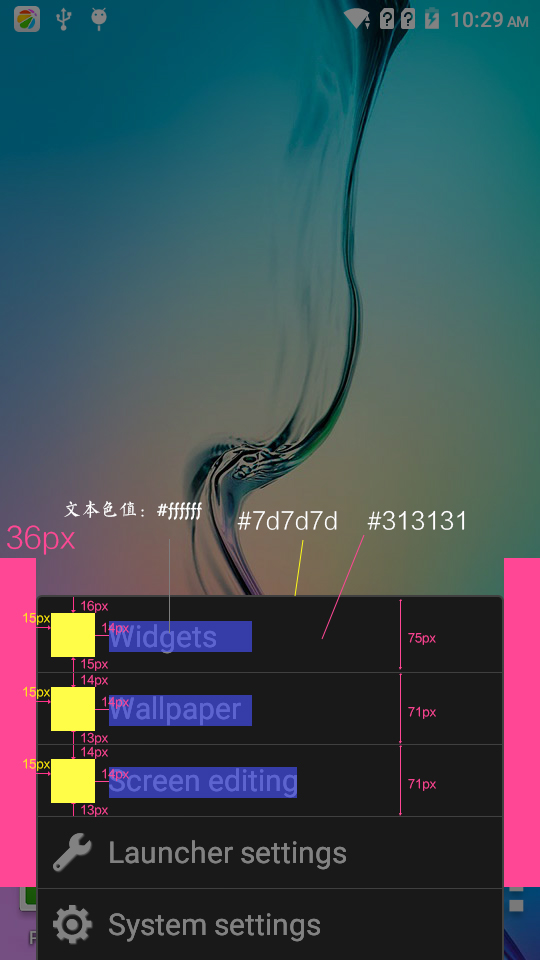 10:29 AM
文本色值：#ffffff
#7d7d7d
#313131
36px
16px
15px
14px
Widgets
75px
15px
14px
15px
14px
Wallpaper
71px
13px
14px
15px
14px
Screen editing
71px
13px
Launcher settings
System settings